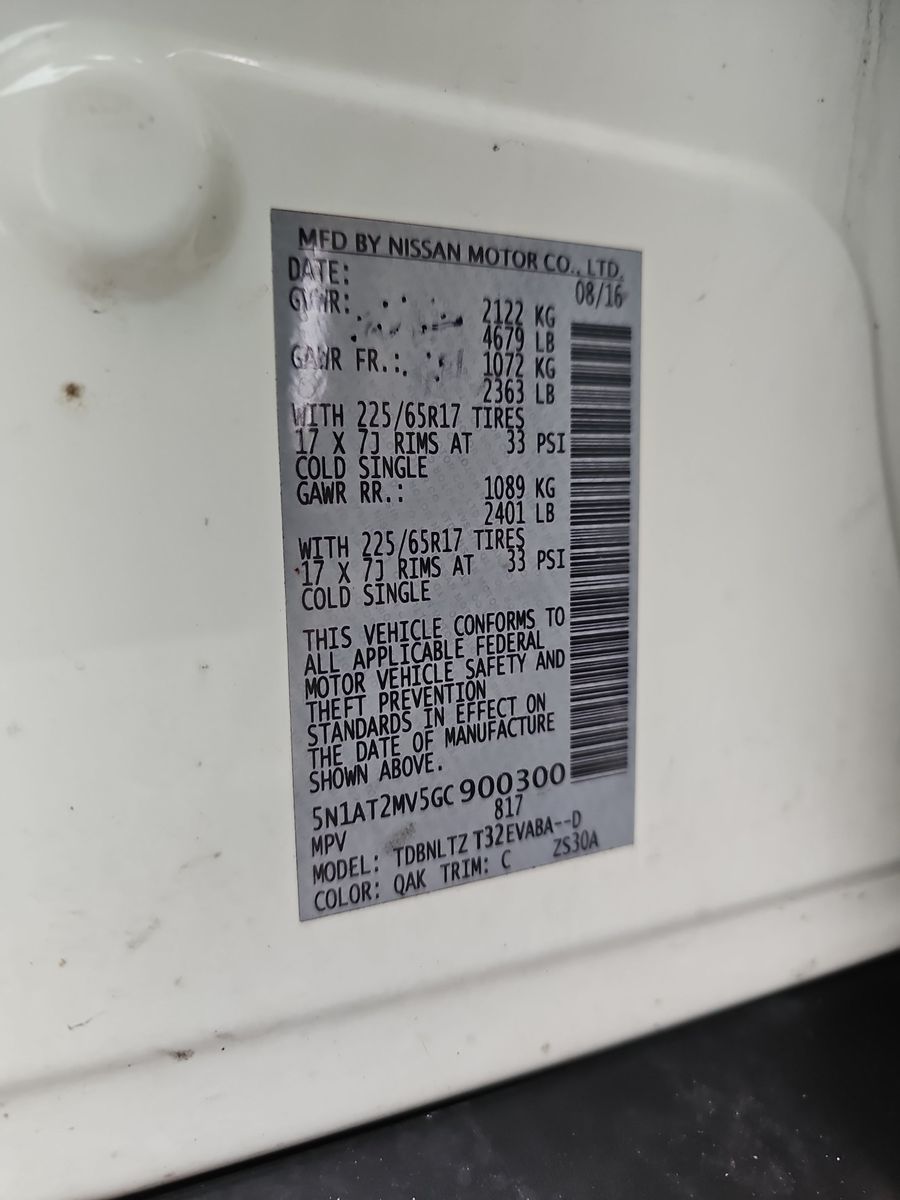 MFD BY NISSAN MOTOR CO., LTD.
DATE: 08/16
GVWR: 2122 KG
4679 LB
GAWR FR.: 1072 KG
2363 LB
WITH 225/65R17 TIRES
17 X 7J RIMS AT 33 PSI
COLD SINGLE
GAWR RR.: 1089 KG
2401 LB
WITH 225/65R17 TIRES
17 X 7J RIMS AT 33 PSI
COLD SINGLE
THIS VEHICLE CONFORMS TO
ALL APPLICABLE FEDERAL
MOTOR VEHICLE SAFETY AND
THEFT PREVENTION
STANDARDS IN EFFECT ON
THE DATE OF MANUFACTURE
SHOWN ABOVE.
5N1AT2MV5GC900300
MPV 817
MODEL: TDBNLTZ T32EVABA--D
COLOR: QAK TRIM: C ZS30A